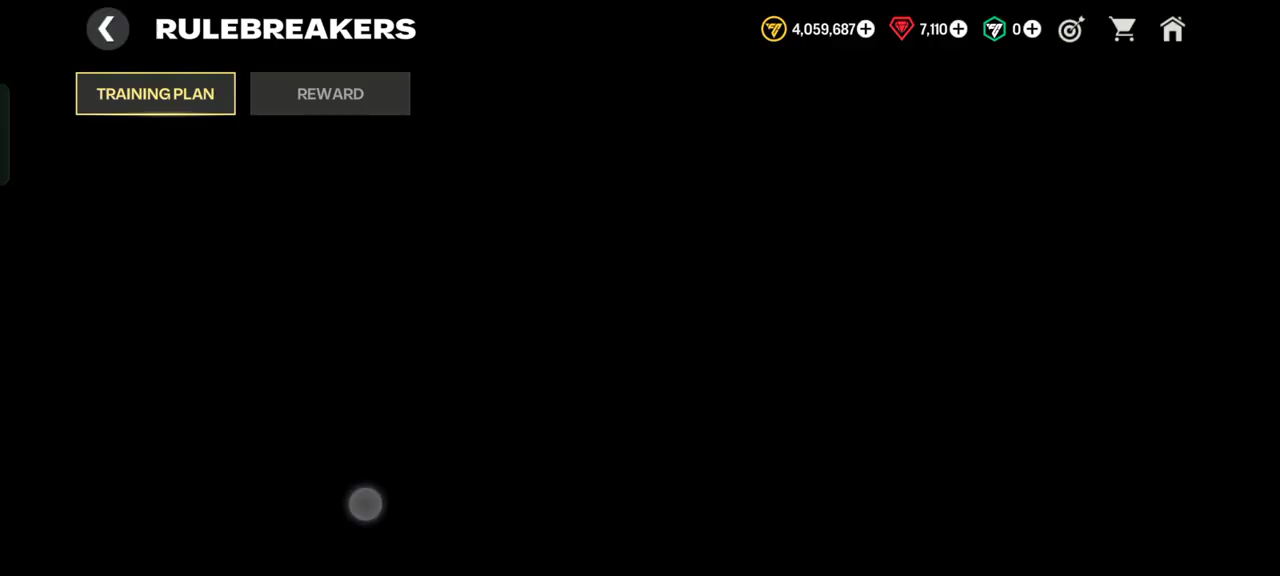 RULEBREAKERS
4,059,687
7,110
0
TRAINING PLAN
REWARD